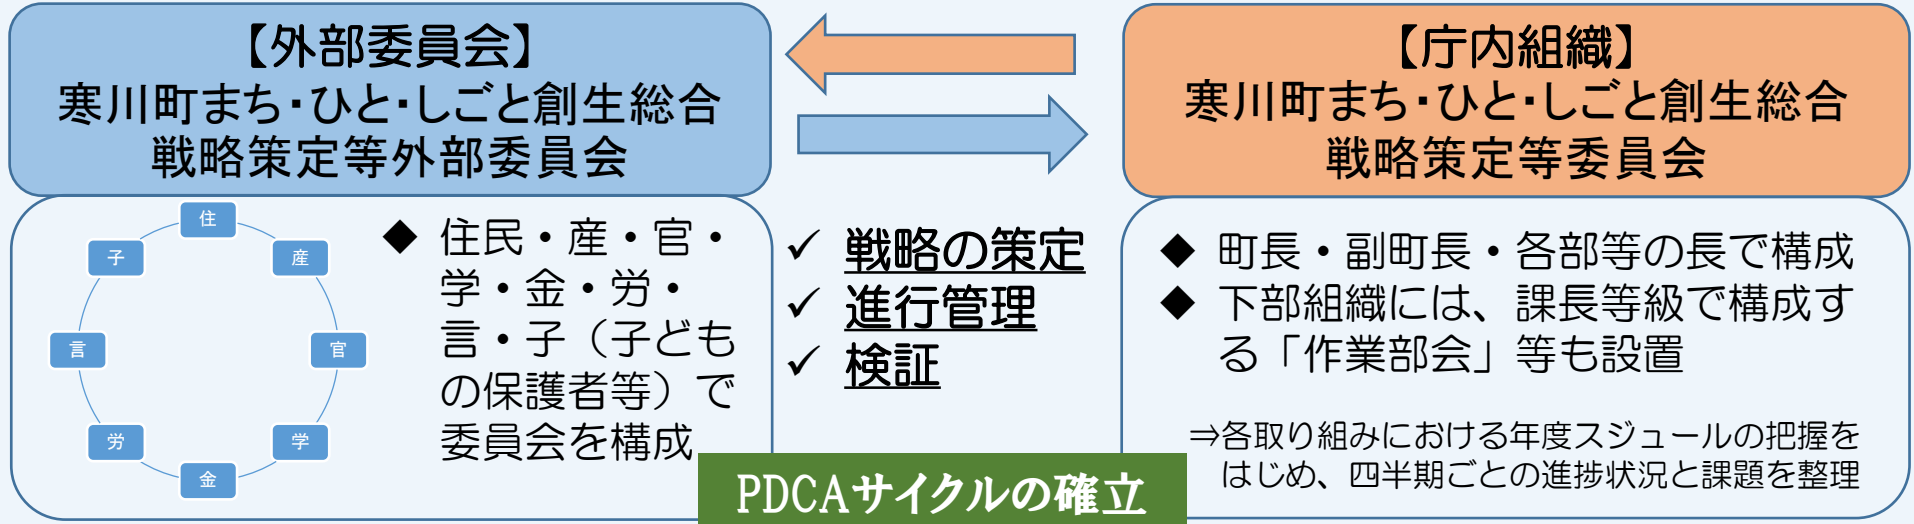 【外部委員会】
寒川町まち・ひと・しごと創生総合
戦略策定等外部委員会
住
産
官
学
金
労
言
子
◆ 住民・産・官・
学・金・労・
言・子（子ども
の保護者等）で
委員会を構成
✓ 戦略の策定
✓ 進行管理
✓ 検証
【庁内組織】
寒川町まち・ひと・しごと創生総合
戦略策定等委員会
◆ 町長・副町長・各部等の長で構成
◆ 下部組織には、課長等級で構成す
る「作業部会」等も設置
⇒各取り組みにおける年度スジュールの把握を
はじめ、四半期ごとの進捗状況と課題を整理
PDCAサイクルの確立